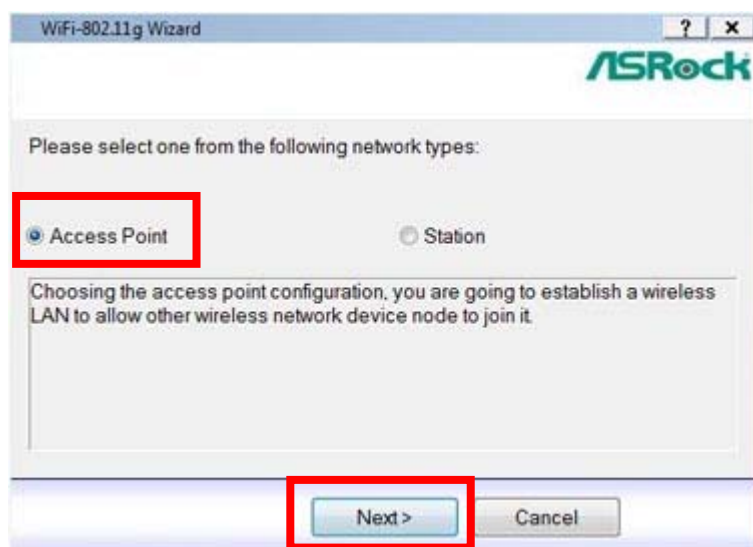 WiFi-802.11g Wizard
? x
ASRock
Please select one from the following network types:
Access Point
Station
Choosing the access point configuration, you are going to establish a wireless
LAN to allow other wireless network device node to join it.
Next >
Cancel